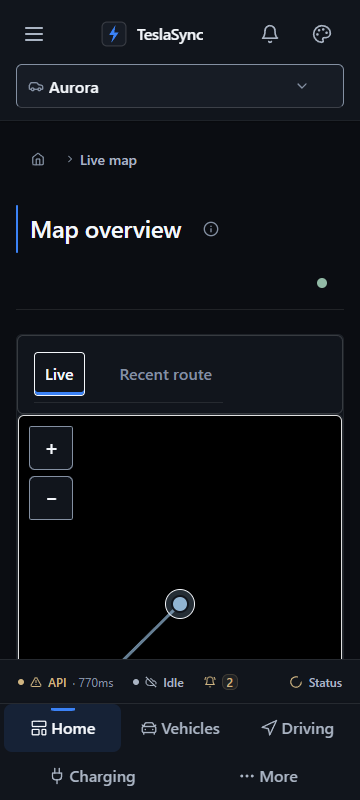 TeslaSync
Aurora
Live map
Map overview
Live Recent route
+
−
API · 770ms Idle 2 Status
Home Vehicles Driving
Charging More